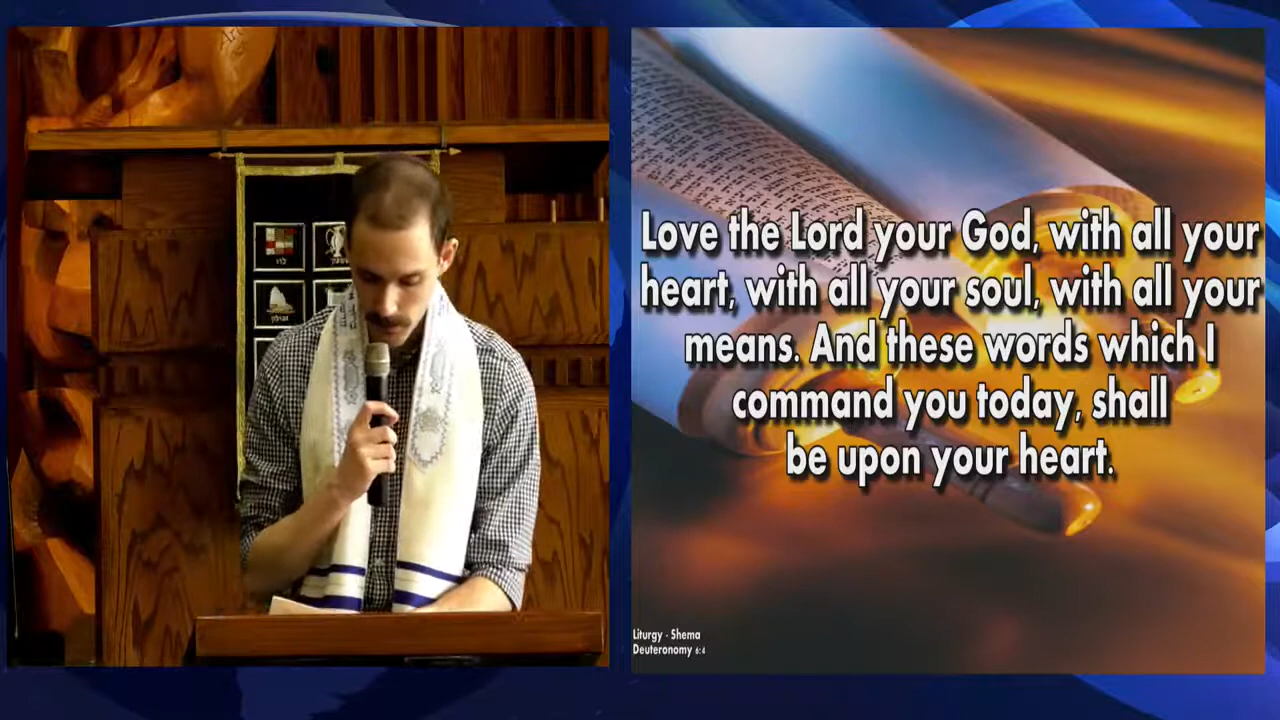 Love the Lord your God, with all your
heart, with all your soul, with all your
means. And these words which I
command you today, shall
be upon your heart.
Liturgy - Shema
Deuteronomy 6:4